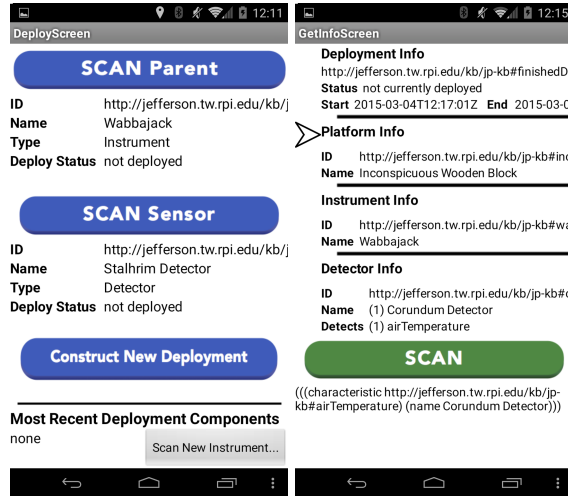 12:11
DeployScreen
SCAN Parent
ID http://jefferson.tw.rpi.edu/kb/j
Name Wabbajack
Type Instrument
Deploy Status not deployed
SCAN Sensor
ID http://jefferson.tw.rpi.edu/kb/j
Name Stalhrim Detector
Type Detector
Deploy Status not deployed
Construct New Deployment
Most Recent Deployment Components
none
Scan New Instrument...
12:15
GetInfoScreen
Deployment Info
http://jefferson.tw.rpi.edu/kb/jp-kb#finishedD
Status not currently deployed
Start 2015-03-04T12:17:01Z End 2015-03-0
Platform Info
ID http://jefferson.tw.rpi.edu/kb/jp-kb#inc
Name Inconspicuous Wooden Block
Instrument Info
ID http://jefferson.tw.rpi.edu/kb/jp-kb#wa
Name Wabbajack
Detector Info
ID http://jefferson.tw.rpi.edu/kb/jp-kb#c
Name (1) Corundum Detector
Detects (1) airTemperature
SCAN
(((characteristic http://jefferson.tw.rpi.edu/kb/jp-
kb#airTemperature) (name Corundum Detector)))